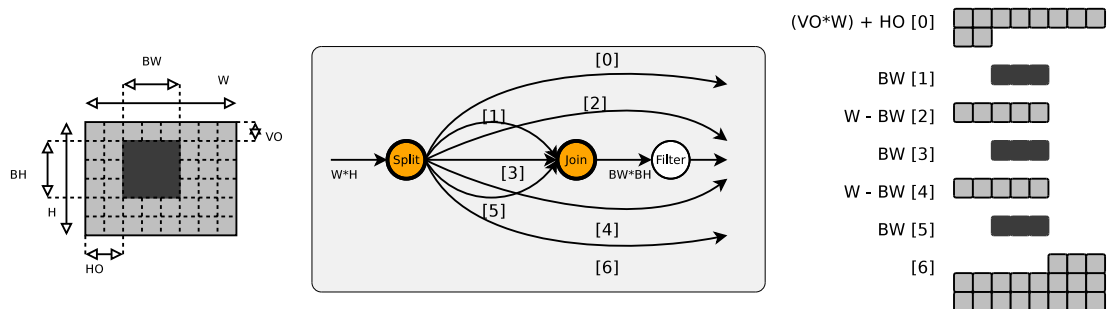 BW
W
VO
BH
H
HO
[0]
[2]
[1]
Split
Join
Filter
W*H
[3]
BW*BH
[5]
[4]
[6]
(VO*W) + HO [0]
BW [1]
W - BW [2]
BW [3]
W - BW [4]
BW [5]
[6]